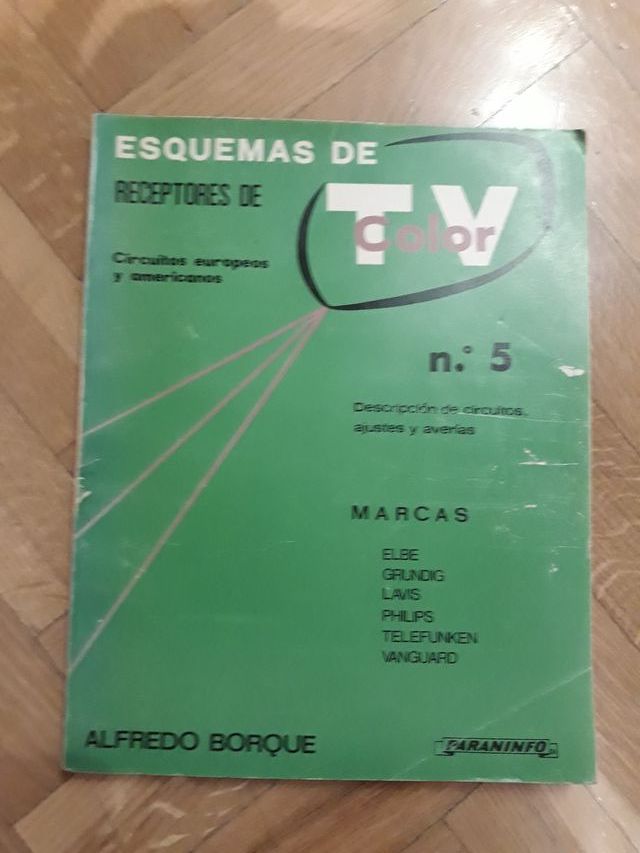 ESQUEMAS DE
RECEPTORES DE
TV
Color
Circuitos europeos
y americanos
n.° 5
Descripción de circuitos,
ajustes y averías
MARCAS
ELBE
GRUNDIG
LAVIS
PHILIPS
TELEFUNKEN
VANGUARD
ALFREDO BORQUE
PARANINFO